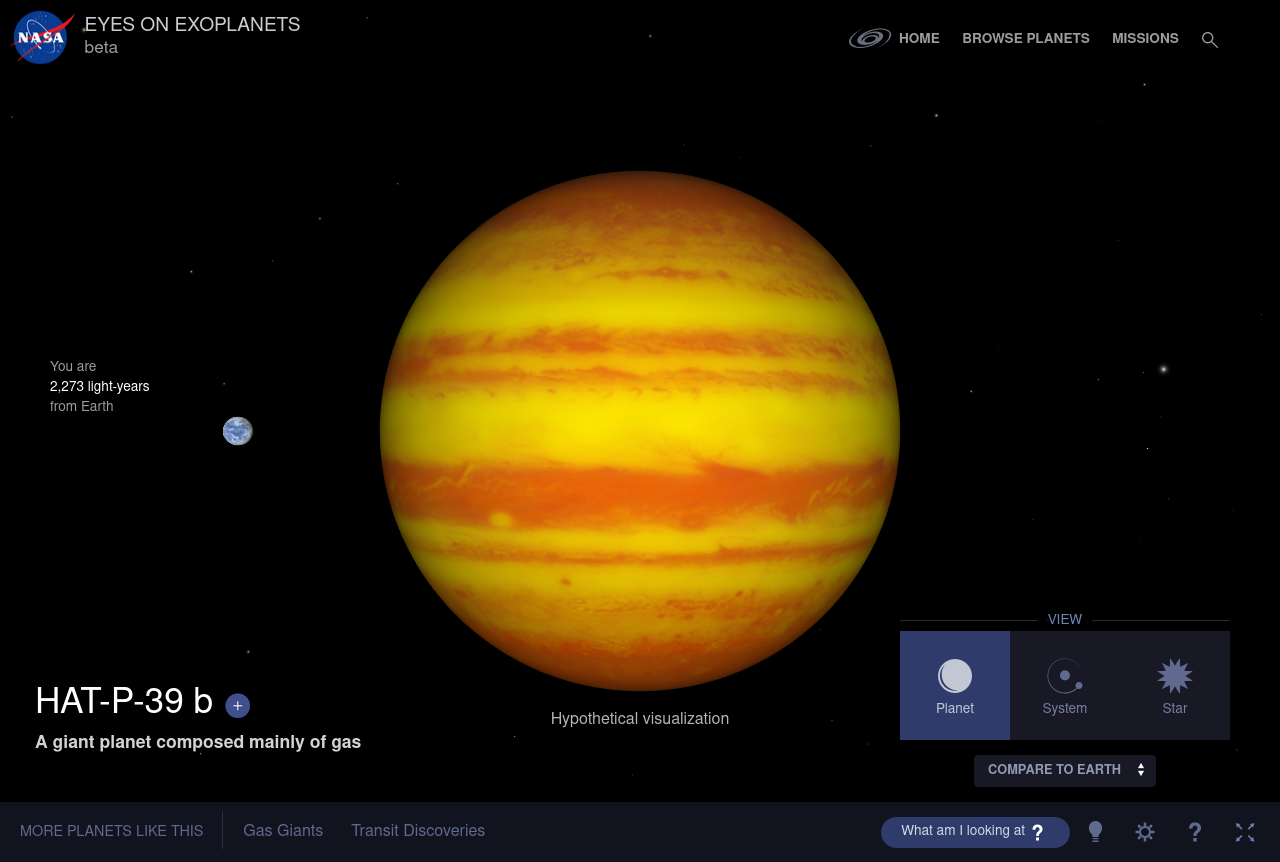 NASA
EYES ON EXOPLANETS
beta
HOME
BROWSE PLANETS
MISSIONS
You are
2,273 light-years
from Earth
HAT-P-39 b +
A giant planet composed mainly of gas
Hypothetical visualization
VIEW
Planet
System
Star
COMPARE TO EARTH
MORE PLANETS LIKE THIS
Gas Giants
Transit Discoveries
What am I looking at ?
?